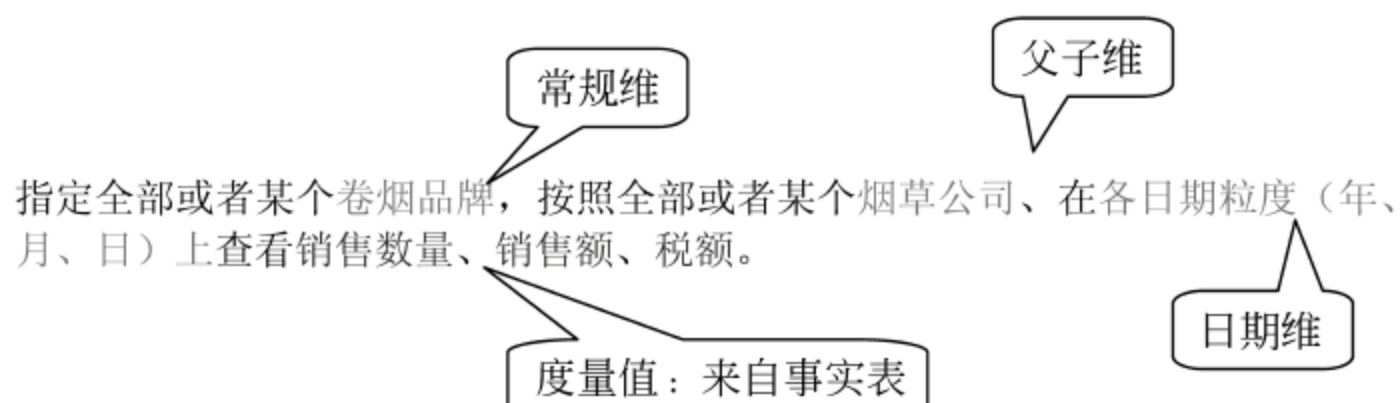 父子维
常规维
指定全部或者某个卷烟品牌，按照全部或者某个烟草公司、在各日期粒度（年、
月、日）上查看销售数量、销售额、税额。
日期维
度量值：来自事实表